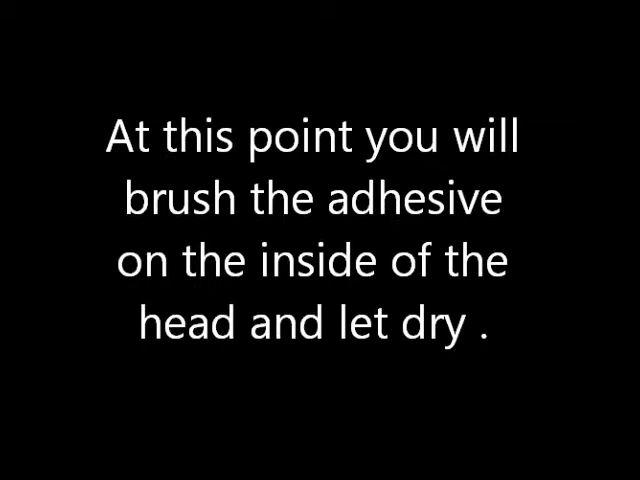 At this point you will
brush the adhesive
on the inside of the
head and let dry .